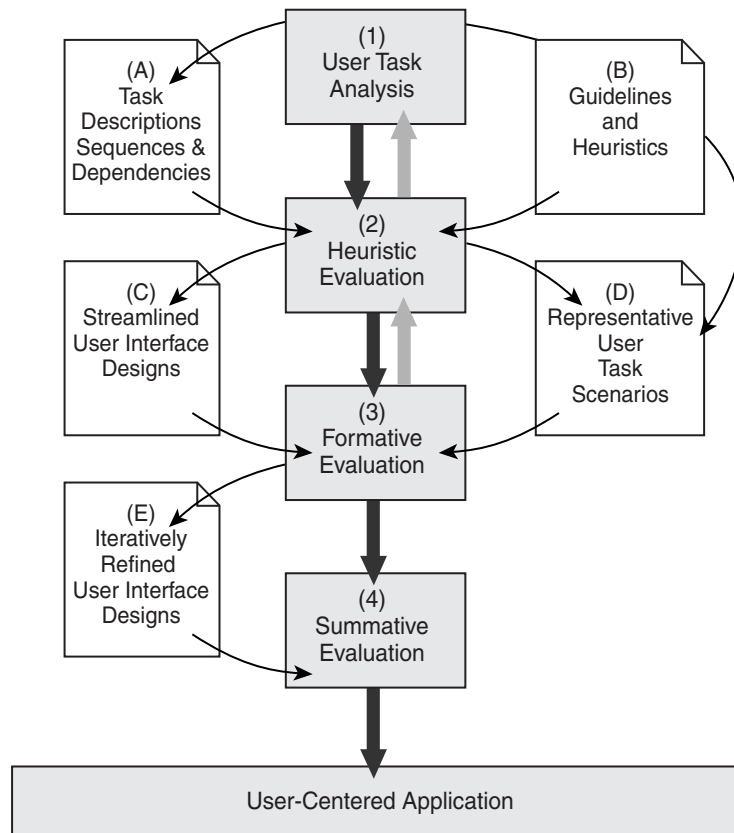 (1)
User Task
Analysis
(A)
Task
Descriptions
Sequences &
Dependencies
(B)
Guidelines
and
Heuristics
(2)
Heuristic
Evaluation
(C)
Streamlined
User Interface
Designs
(D)
Representative
User
Task
Scenarios
(3)
Formative
Evaluation
(E)
Iteratively
Refined
User Interface
Designs
(4)
Summative
Evaluation
User-Centered Application